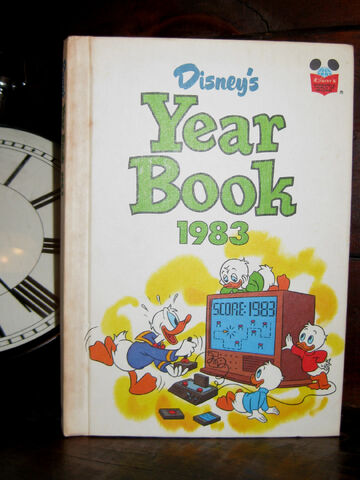 Disney's
Year
Book
1983
SCORE:1983